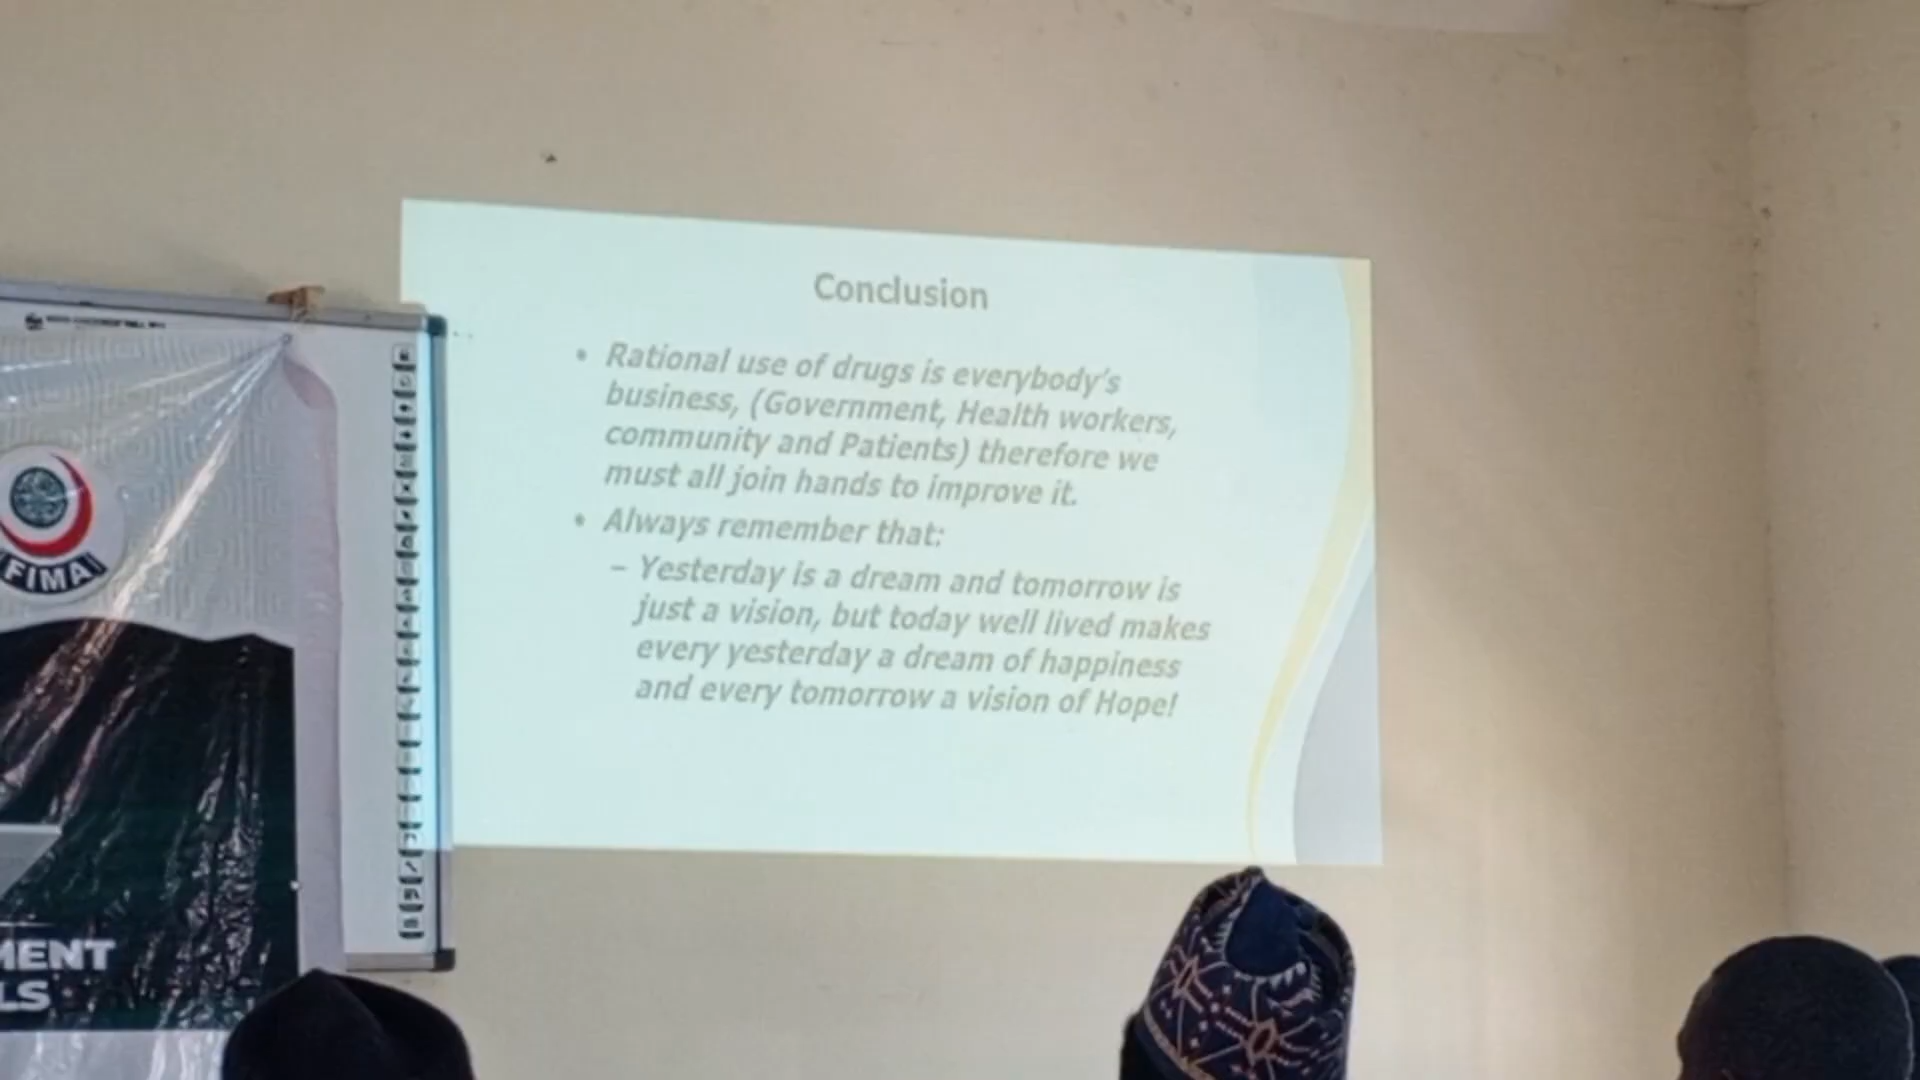 Conclusion
• Rational use of drugs is everybody's
business, (Government, Health workers,
community and Patients) therefore we
must all join hands to improve it.
• Always remember that:
– Yesterday is a dream and tomorrow is
just a vision, but today well lived makes
every yesterday a dream of happiness
and every tomorrow a vision of Hope!
FIMA
MENT
LS